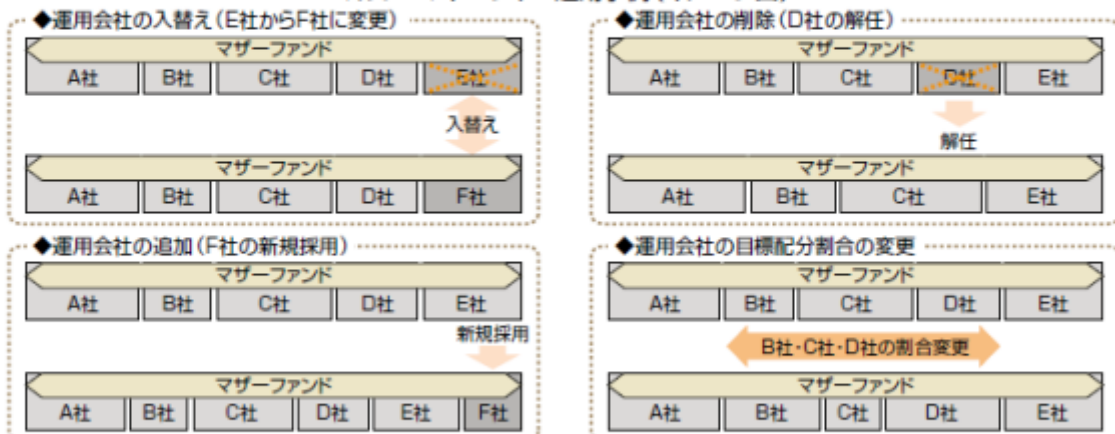 ◆運用会社の入替え(E社からF社に変更)
マザーファンド
A社 B社 C社 D社 E社
入替え
マザーファンド
A社 B社 C社 D社 F社
◆運用会社の削除(D社の解任)
マザーファンド
A社 B社 C社 D社 E社
解任
マザーファンド
A社 B社 C社 E社
◆運用会社の追加(F社の新規採用)
マザーファンド
A社 B社 C社 D社 E社
新規採用
マザーファンド
A社 B社 C社 D社 E社 F社
◆運用会社の目標配分割合の変更
マザーファンド
A社 B社 C社 D社 E社
B社・C社・D社の割合変更
マザーファンド
A社 B社 C社 D社 E社